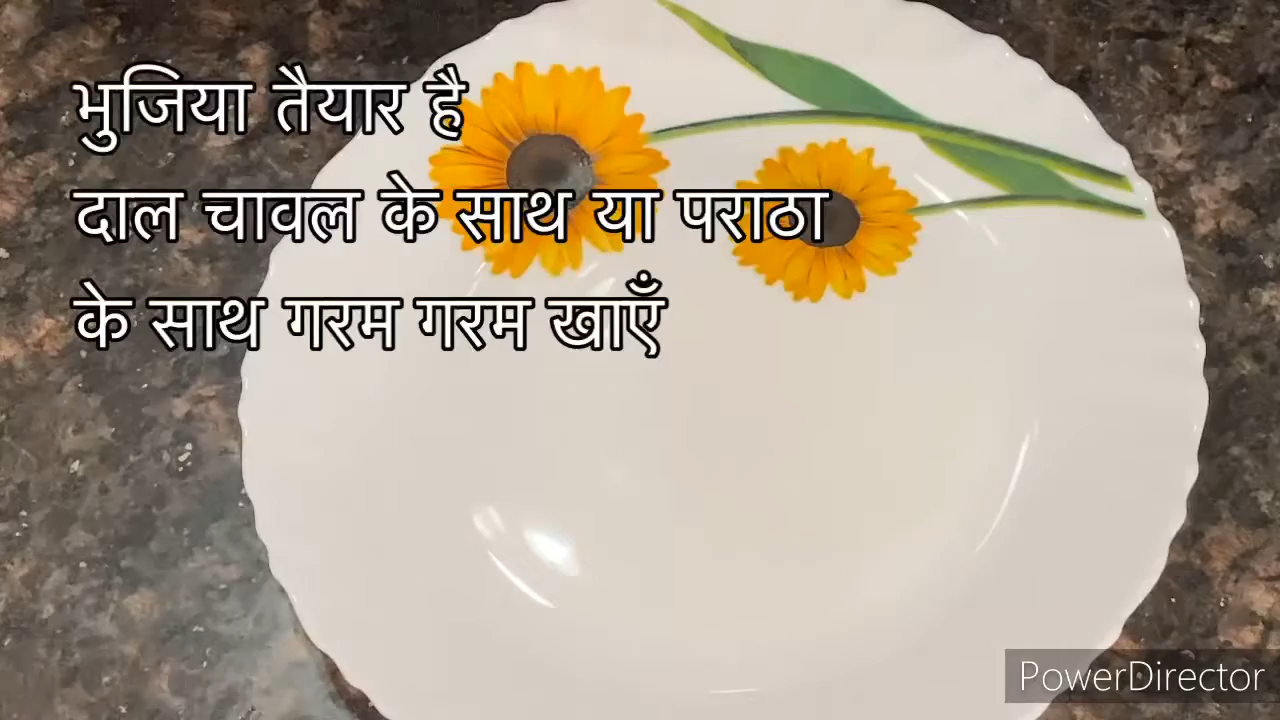 भुजिया तैयार है
दाल चावल के साथ या पराठा
के साथ गरम गरम खाएँ
PowerDirector